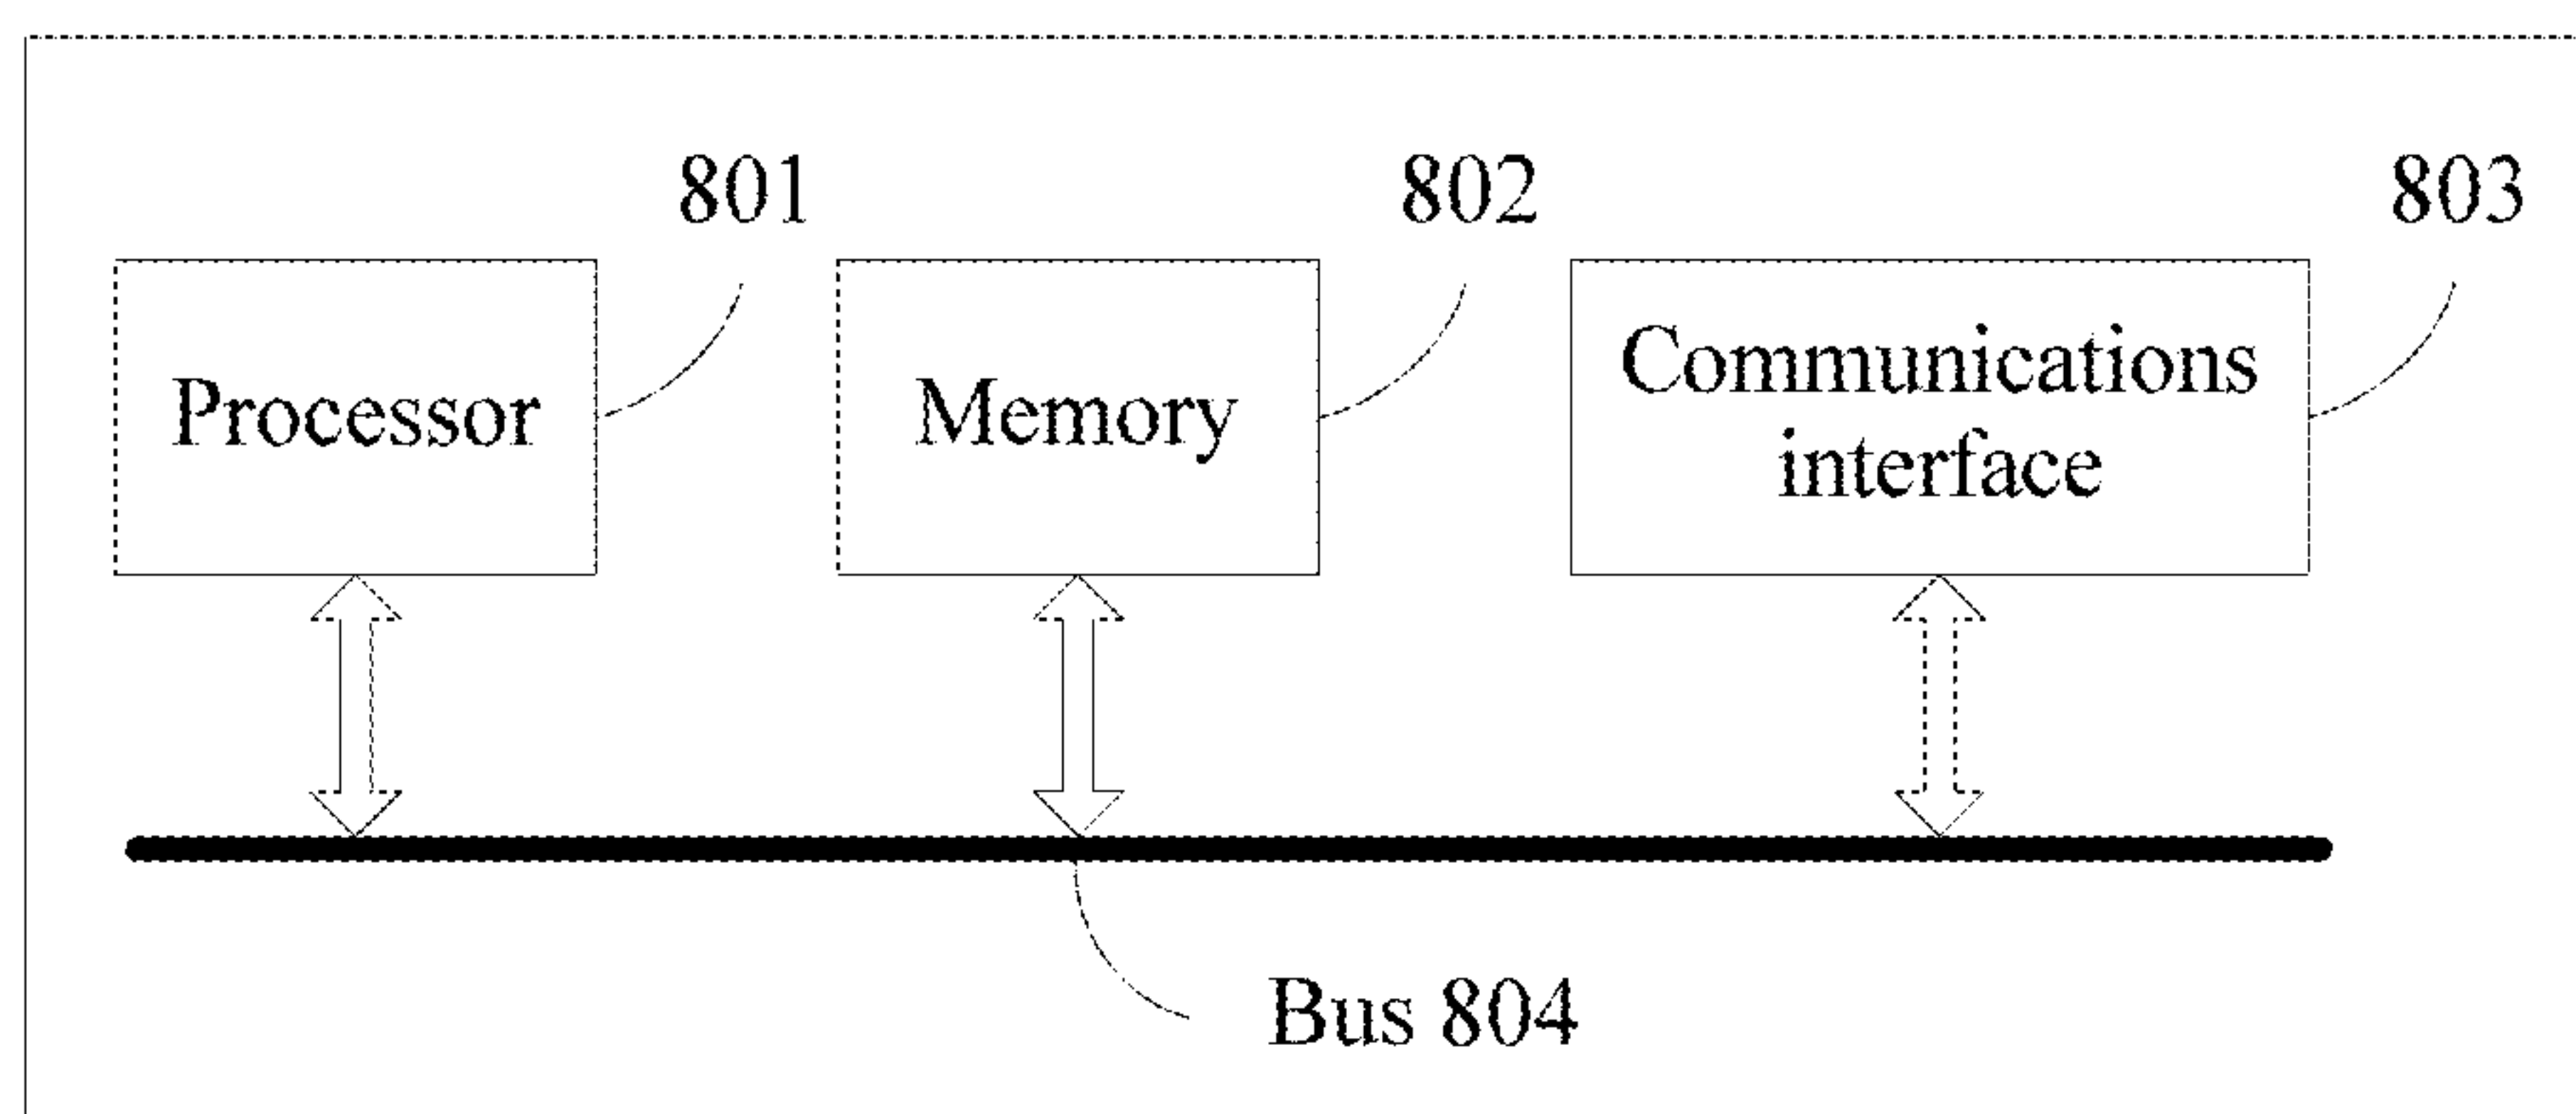 801
802
803
Processor
Memory
Communications
interface
Bus 804